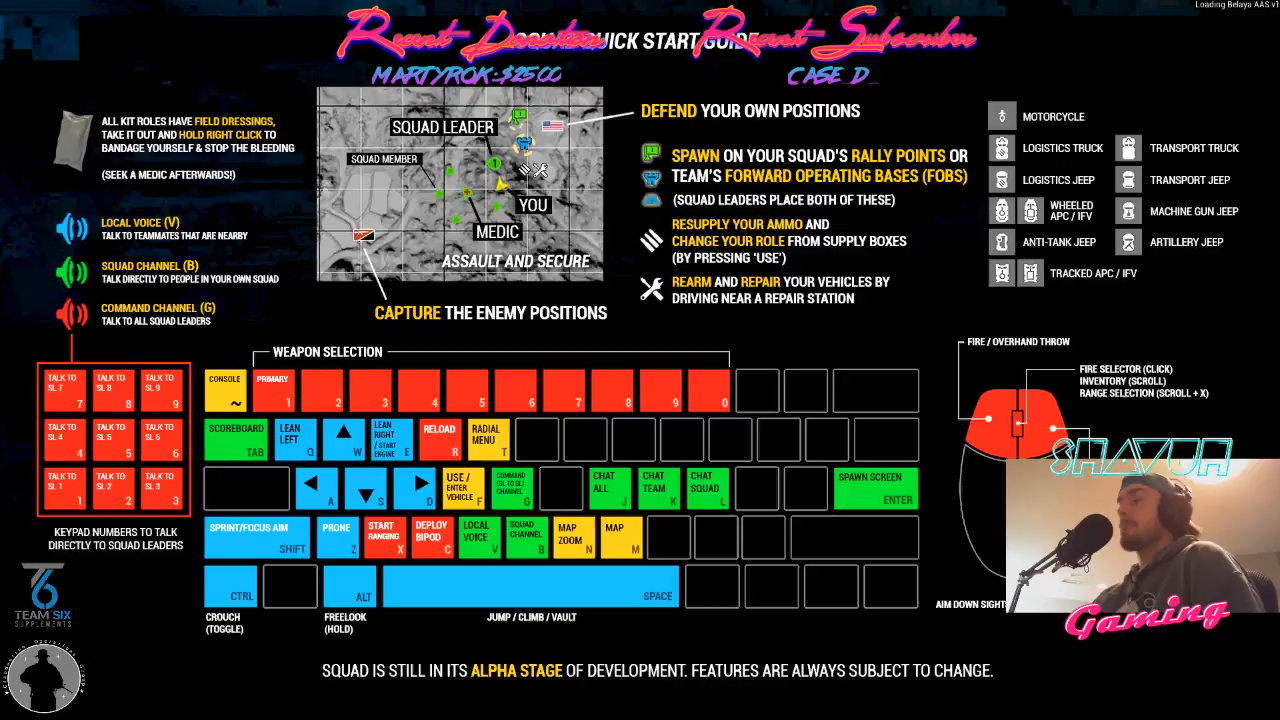 Loading Belaya AAS v1
Recent Donation
QUICK START GUIDE
Recent Subscriber
MARTYROK:$25.00
CASE D
ALL KIT ROLES HAVE FIELD DRESSINGS,
TAKE IT OUT AND HOLD RIGHT CLICK TO
BANDAGE YOURSELF & STOP THE BLEEDING
(SEEK A MEDIC AFTERWARDS!)
LOCAL VOICE (V)
TALK TO TEAMMATES THAT ARE NEARBY
SQUAD CHANNEL (B)
TALK DIRECTLY TO PEOPLE IN YOUR OWN SQUAD
COMMAND CHANNEL (G)
TALK TO ALL SQUAD LEADERS
SQUAD LEADER
SQUAD MEMBER
1
YOU
MEDIC
ASSAULT AND SECURE
CAPTURE THE ENEMY POSITIONS
DEFEND YOUR OWN POSITIONS
SPAWN ON YOUR SQUAD'S RALLY POINTS OR
TEAM'S FORWARD OPERATING BASES (FOBS)
(SQUAD LEADERS PLACE BOTH OF THESE)
RESUPPLY YOUR AMMO AND
CHANGE YOUR ROLE FROM SUPPLY BOXES
(BY PRESSING 'USE')
REARM AND REPAIR YOUR VEHICLES BY
DRIVING NEAR A REPAIR STATION
MOTORCYCLE
LOGISTICS TRUCK
TRANSPORT TRUCK
LOGISTICS JEEP
TRANSPORT JEEP
WHEELED
APC / IFV
MACHINE GUN JEEP
ANTI-TANK JEEP
ARTILLERY JEEP
TRACKED APC / IFV
TALK TO SL 7 7
TALK TO SL 8 8
TALK TO SL 9 9
TALK TO SL 4 4
TALK TO SL 5 5
TALK TO SL 6 6
TALK TO SL 1 1
TALK TO SL 2 2
TALK TO SL 3 3
KEYPAD NUMBERS TO TALK
DIRECTLY TO SQUAD LEADERS
WEAPON SELECTION
CONSOLE ~
PRIMARY 1
2
3
4
5
6
7
8
9
0
SCOREBOARD TAB
LEAN LEFT Q
W
LEAN RIGHT / START ENGINE E
RELOAD R
RADIAL MENU T
A
S
D
USE / ENTER VEHICLE F
COMMAND (SL TO SL) CHANNEL G
CHAT ALL J
CHAT TEAM K
CHAT SQUAD L
SPAWN SCREEN ENTER
SPRINT/FOCUS AIM SHIFT
PRONE Z
START RANGING X
DEPLOY BIPOD C
LOCAL VOICE V
SQUAD CHANNEL B
MAP ZOOM N
MAP M
CTRL
ALT
SPACE
CROUCH
(TOGGLE)
FREELOOK
(HOLD)
JUMP / CLIMB / VAULT
FIRE / OVERHAND THROW
FIRE SELECTOR (CLICK)
INVENTORY (SCROLL)
RANGE SELECTION (SCROLL + X)
SHAVUH
AIM DOWN SIGHTS
Gaming
T6
TEAM SIX
SUPPLEMENTS
SQUAD IS STILL IN ITS ALPHA STAGE OF DEVELOPMENT. FEATURES ARE ALWAYS SUBJECT TO CHANGE.